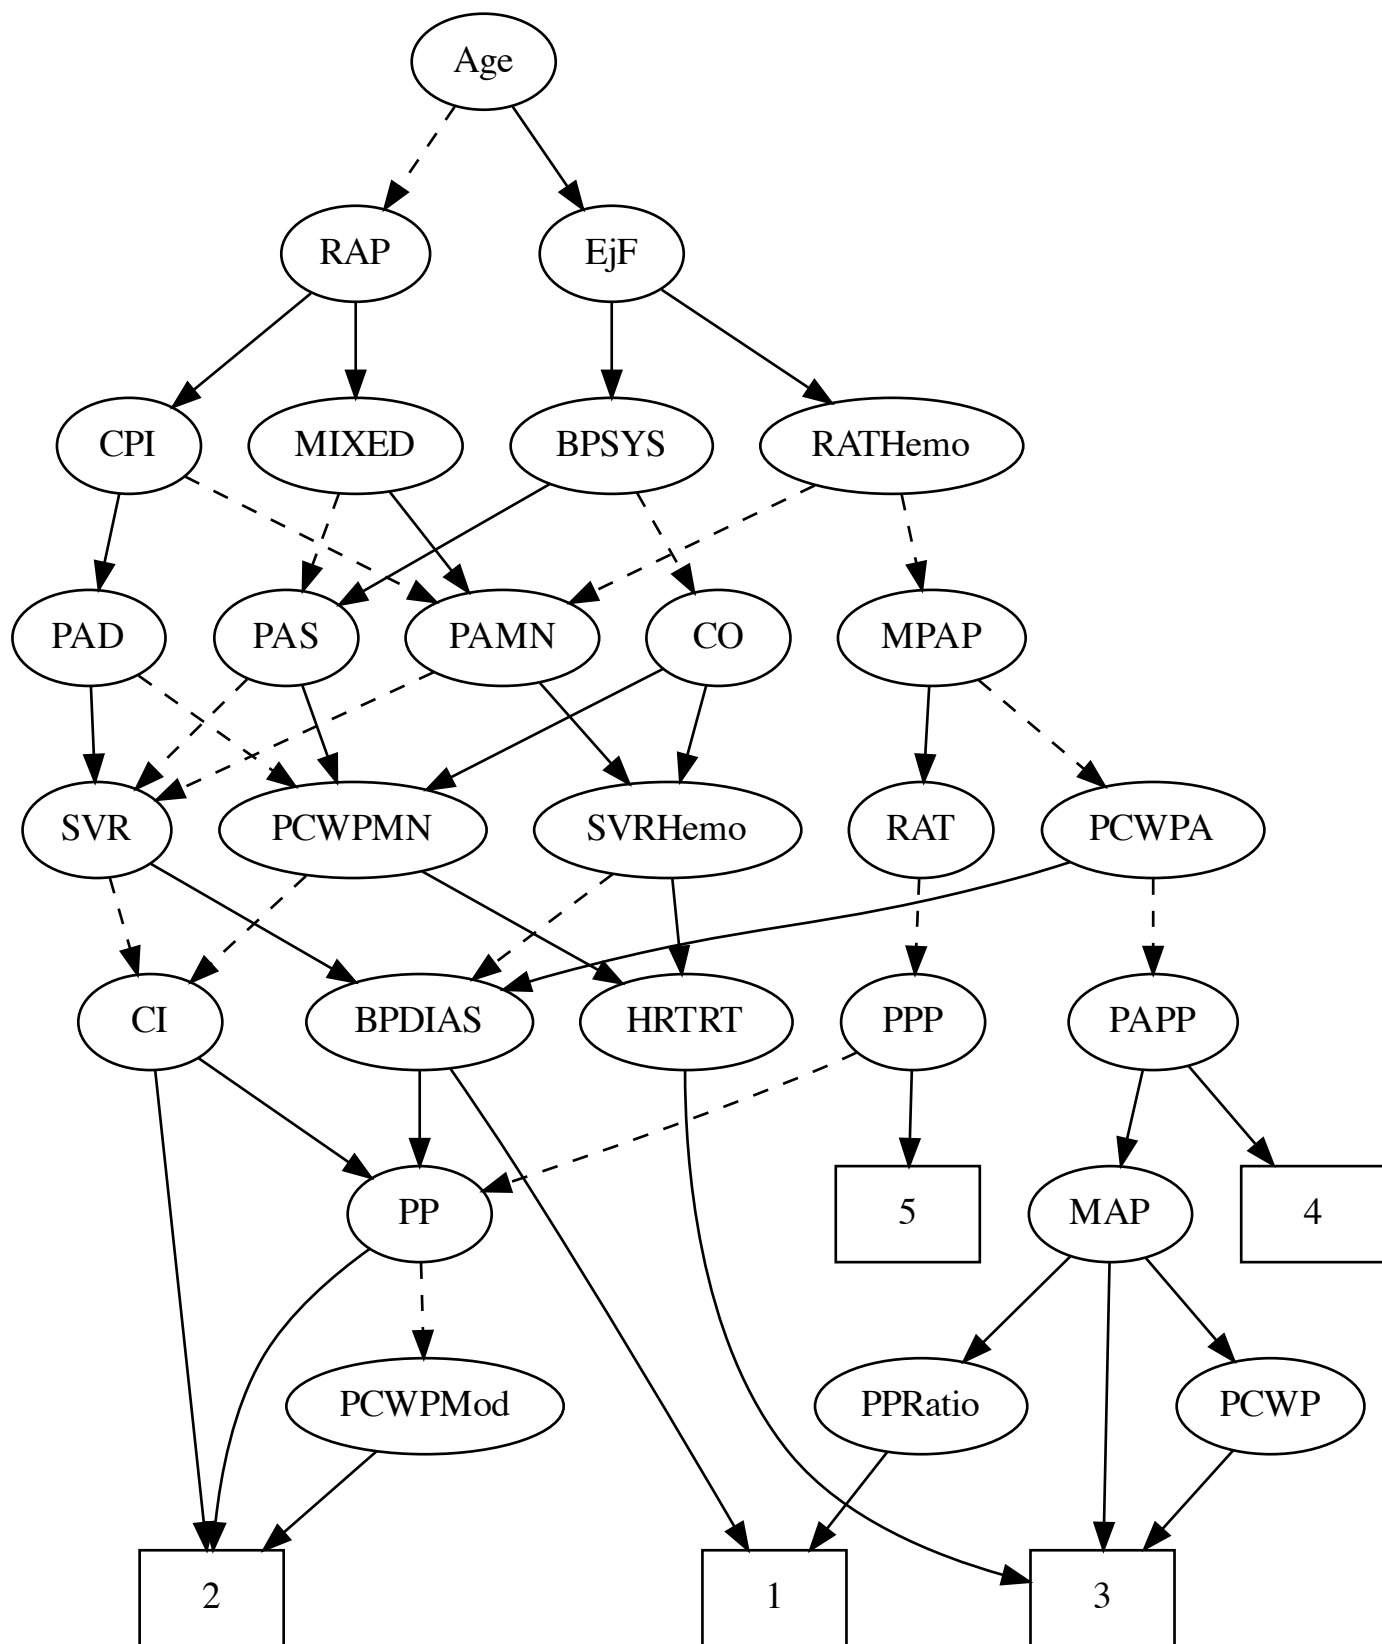 Age
RAP
EjF
CPI
MIXED
BPSYS
RATHemo
PAD
PAS
PAMN
CO
MPAP
SVR
PCWPMN
SVRHemo
RAT
PCWPA
CI
BPDIAS
HRTRT
PPP
PAPP
PP
5
MAP
4
PCWPMod
PPRatio
PCWP
2
1
3